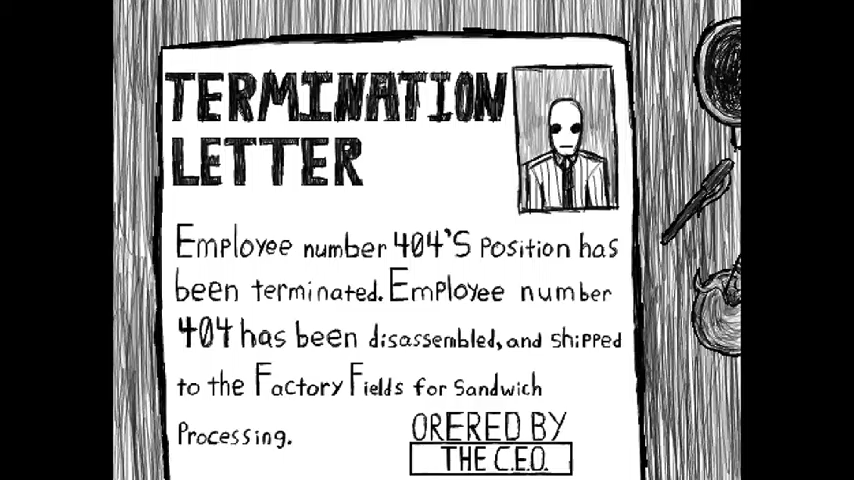 TERMINATION
LETTER
Employee number 404'S Position has
been terminated. Employee number
404 has been disassembled, and shipped
to the Factory Fields for Sandwich
Processing.
ORERED BY
THE C.E.O.